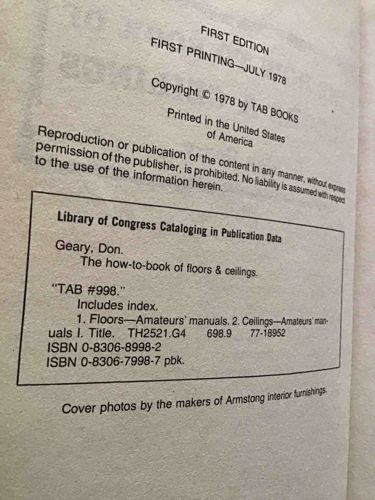 FIRST EDITION
FIRST PRINTING—JULY 1978
Copyright © 1978 by TAB BOOKS
Printed in the United States
of America
Reproduction or publication of the content in any manner, without express
permission of the publisher, is prohibited. No liability is assumed with respect
to the use of the information herein.
Library of Congress Cataloging in Publication Data
Geary, Don.
The how-to-book of floors & ceilings.
"TAB #998."
Includes index.
1. Floors—Amateurs' manuals. 2. Ceilings—Amateurs' man-
uals I. Title. TH2521.G4 698.9 77-18952
ISBN 0-8306-8998-2
ISBN 0-8306-7998-7 pbk.
Cover photos by the makers of Armstong interior furnishings.